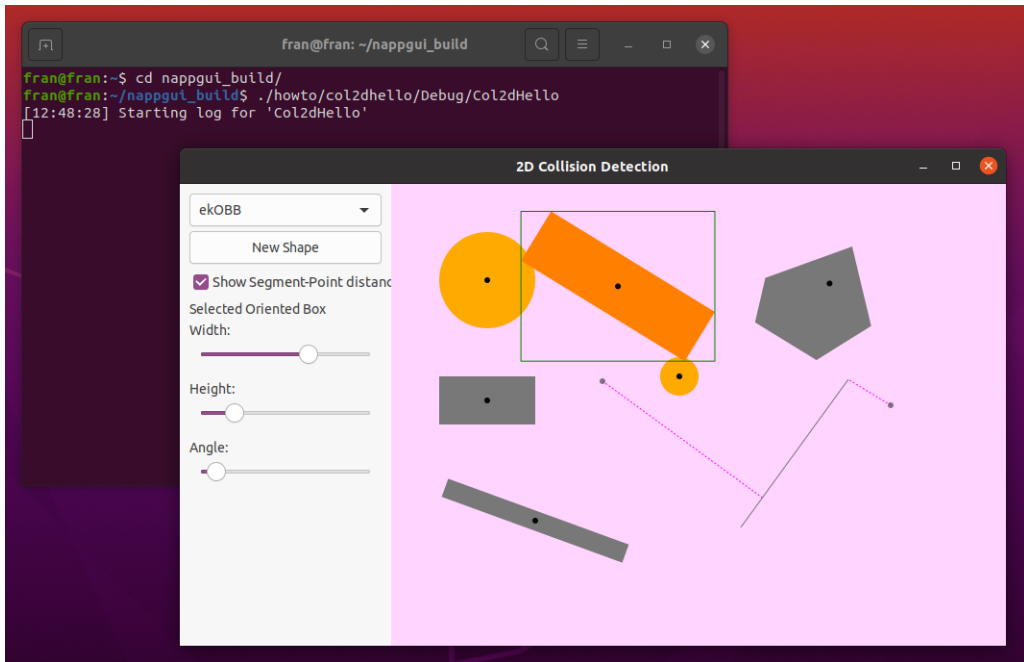 fran@fran: ~/nappgui_build
fran@fran:~$ cd nappgui_build/
fran@fran:~/nappgui_build$ ./howto/col2dhello/Debug/Col2dHello
[12:48:28] Starting log for 'Col2dHello'
2D Collision Detection
ekOBB
New Shape
Show Segment-Point distanc
Selected Oriented Box
Width:
Height:
Angle: